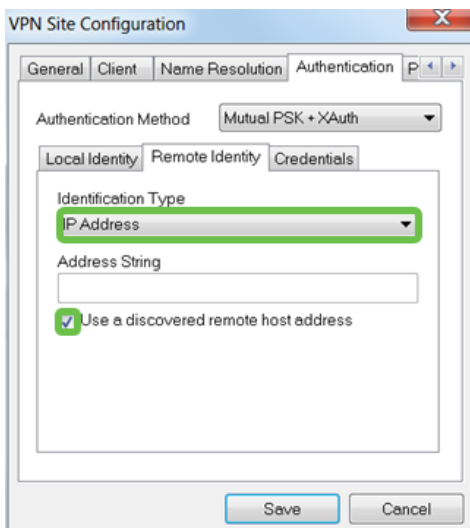 VPN Site Configuration
General Client Name Resolution Authentication P
Authentication Method Mutual PSK + XAuth
Local Identity Remote Identity Credentials
Identification Type
IP Address
Address String
Use a discovered remote host address
Save Cancel